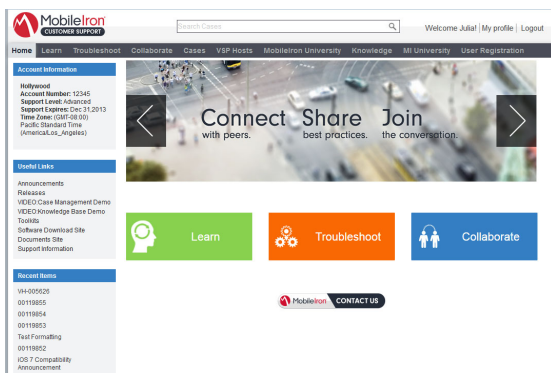 MobileIron
CUSTOMER SUPPORT
Search Cases
Welcome Julia! | My profile | Logout
Home Learn Troubleshoot Collaborate Cases VSP Hosts MobileIron University Knowledge MI University User Registration
Account Information
Hollywood
Account Number: 12345
Support Level: Advanced
Support Expires: Dec 31,2013
Time Zone: (GMT-08:00)
Pacific Standard Time
(America/Los_Angeles)
Connect Share Join
with peers. best practices. the conversation.
Useful Links
Announcements
Releases
VIDEO:Case Management Demo
VIDEO:Knowledge Base Demo
Toolkits
Software Download Site
Documents Site
Support Information
Learn
Troubleshoot
Collaborate
Recent Items
VH-005626
00119855
00119854
00119853
Test Formatting
00119852
iOS 7 Compatibility
Announcement
MobileIron CONTACT US